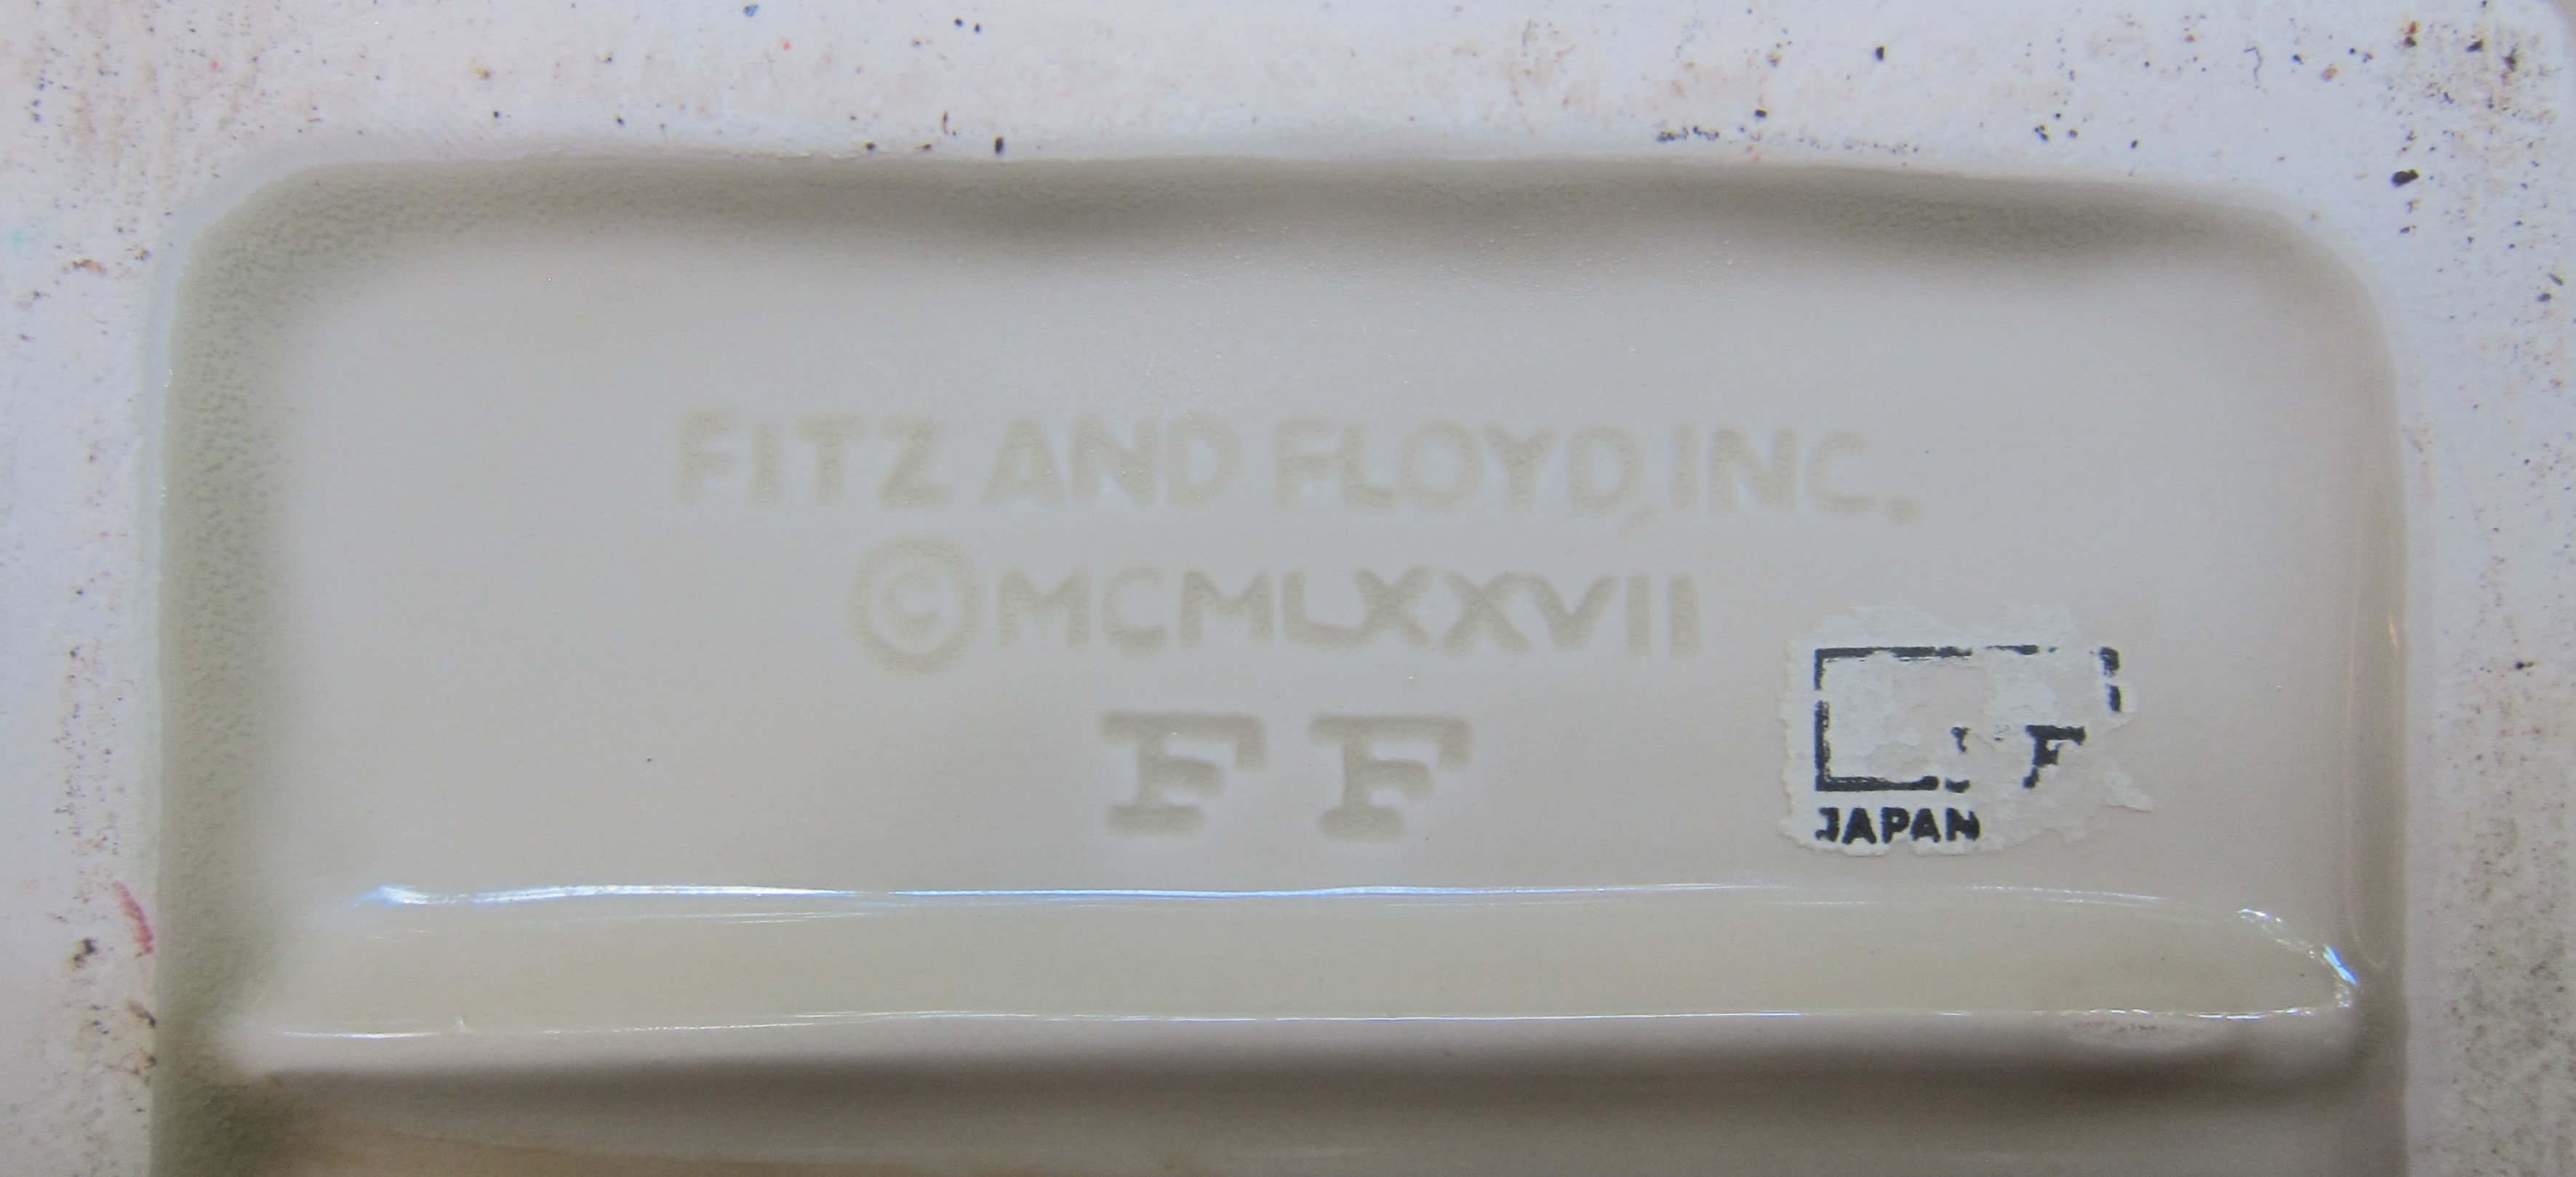 FITZ AND FLOYD, INC.
©MCMLXXVII
FF
F
JAPAN